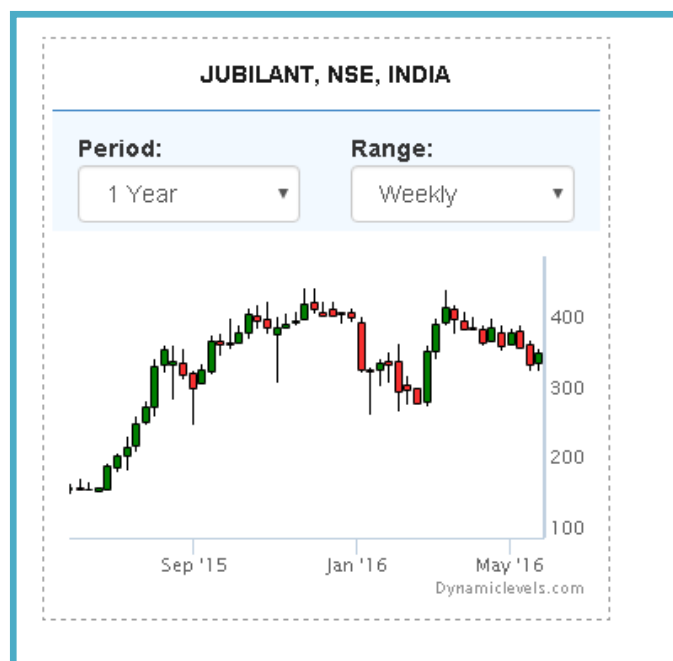 JUBILANT, NSE, INDIA
Period: Range:
1 Year Weekly
400
300
200
100
Sep '15 Jan '16 May '16
Dynamiclevels.com